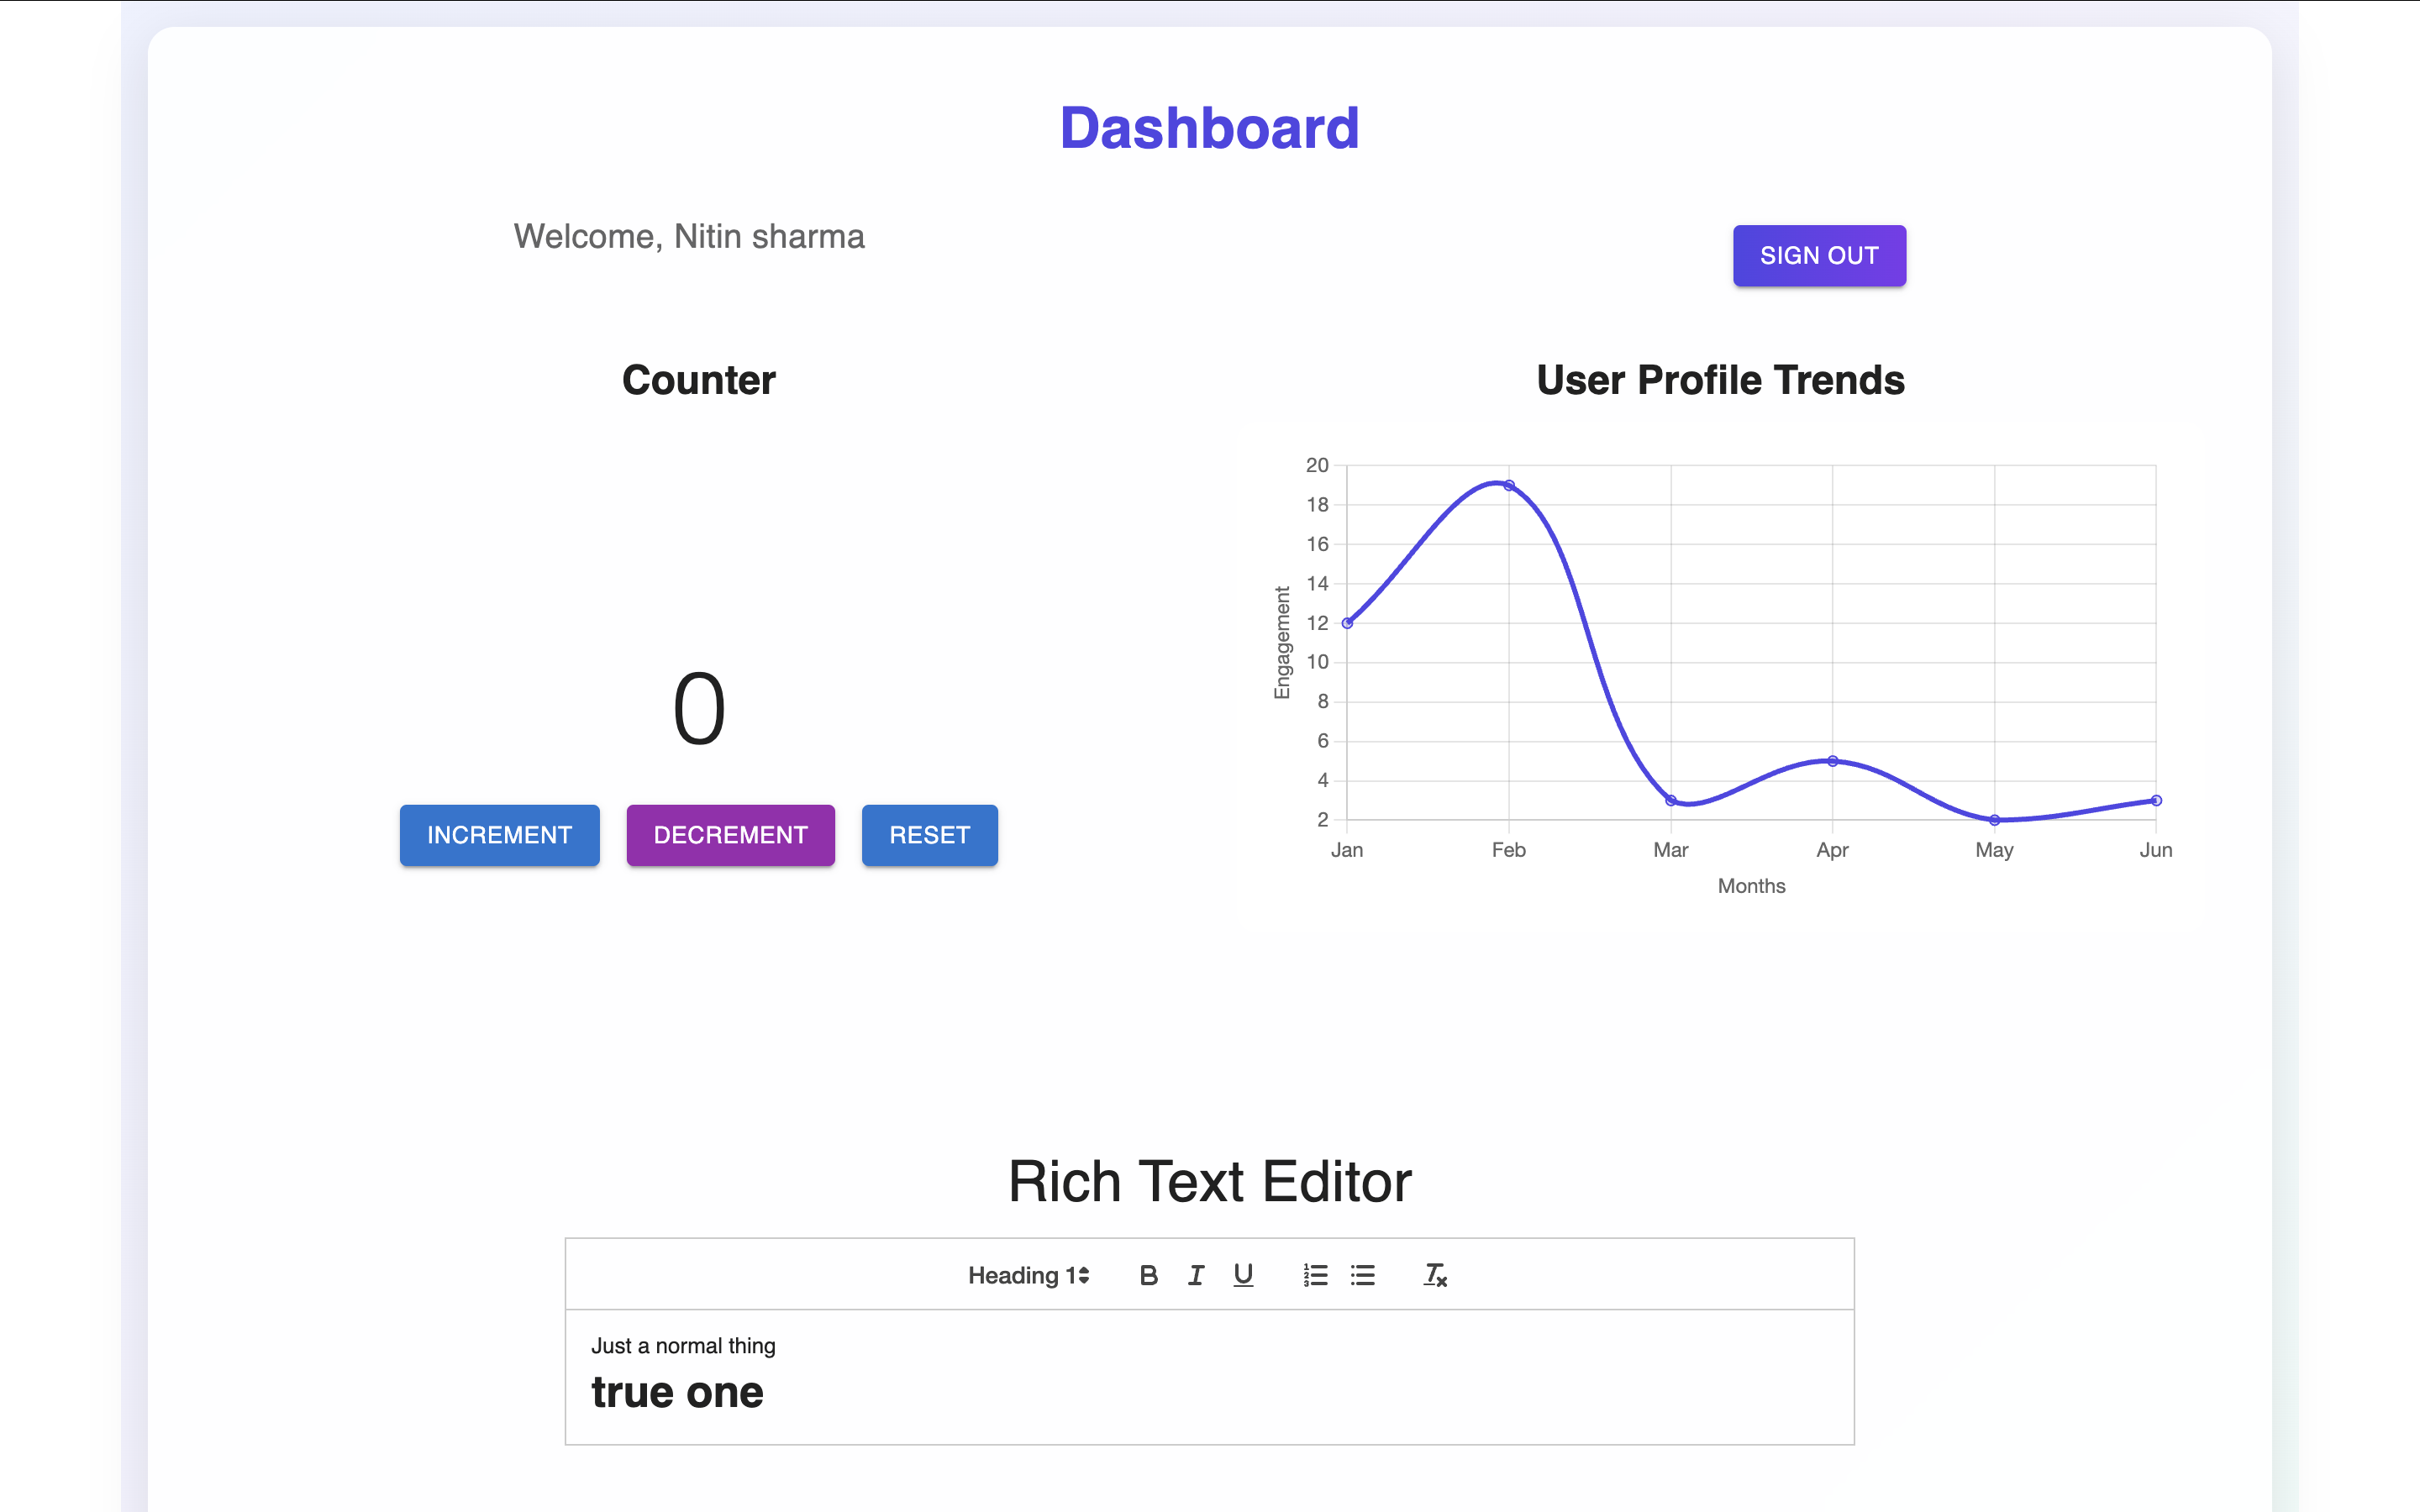 Dashboard
Welcome, Nitin sharma
SIGN OUT
Counter
0
INCREMENT
DECREMENT
RESET
User Profile Trends
Engagement
20
18
16
14
12
10
8
6
4
2
Jan Feb Mar Apr May Jun
Months
Rich Text Editor
Heading 1
Just a normal thing
true one